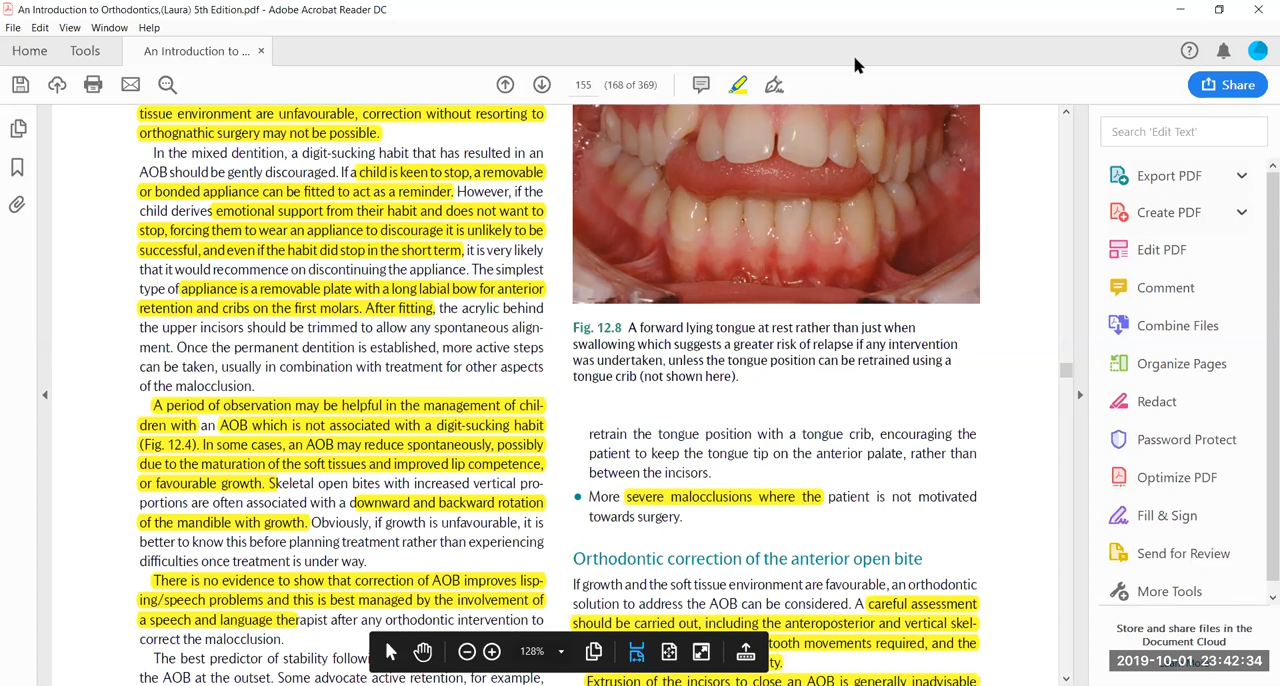 An Introduction to Orthodontics,(Laura) 5th Edition.pdf - Adobe Acrobat Reader DC
File Edit View Window Help
Home Tools An Introduction to ... ×
155 (168 of 369)
Share
tissue environment are unfavourable, correction without resorting to
orthognathic surgery may not be possible.
In the mixed dentition, a digit-sucking habit that has resulted in an
AOB should be gently discouraged. If a child is keen to stop, a removable
or bonded appliance can be fitted to act as a reminder. However, if the
child derives emotional support from their habit and does not want to
stop, forcing them to wear an appliance to discourage it is unlikely to be
successful, and even if the habit did stop in the short term, it is very likely
that it would recommence on discontinuing the appliance. The simplest
type of appliance is a removable plate with a long labial bow for anterior
retention and cribs on the first molars. After fitting, the acrylic behind
the upper incisors should be trimmed to allow any spontaneous align-
ment. Once the permanent dentition is established, more active steps
can be taken, usually in combination with treatment for other aspects
of the malocclusion.
A period of observation may be helpful in the management of chil-
dren with an AOB which is not associated with a digit-sucking habit
(Fig. 12.4). In some cases, an AOB may reduce spontaneously, possibly
due to the maturation of the soft tissues and improved lip competence,
or favourable growth. Skeletal open bites with increased vertical pro-
portions are often associated with a downward and backward rotation
of the mandible with growth. Obviously, if growth is unfavourable, it is
better to know this before planning treatment rather than experiencing
difficulties once treatment is under way.
There is no evidence to show that correction of AOB improves lisp-
ing/speech problems and this is best managed by the involvement of
a speech and language therapist after any orthodontic intervention to
correct the malocclusion.
The best predictor of stability follow
the AOB at the outset. Some advocate active retention, for example,
Fig. 12.8 A forward lying tongue at rest rather than just when
swallowing which suggests a greater risk of relapse if any intervention
was undertaken, unless the tongue position can be retrained using a
tongue crib (not shown here).
retrain the tongue position with a tongue crib, encouraging the
patient to keep the tongue tip on the anterior palate, rather than
between the incisors.
• More severe malocclusions where the patient is not motivated
towards surgery.
Orthodontic correction of the anterior open bite
If growth and the soft tissue environment are favourable, an orthodontic
solution to address the AOB can be considered. A careful assessment
should be carried out, including the anteroposterior and vertical skel-
tooth movements required, and the
ty.
Extrusion of the incisors to close an AOB is generally inadvisable
128%
Search 'Edit Text'
Export PDF
Create PDF
Edit PDF
Comment
Combine Files
Organize Pages
Redact
Password Protect
Optimize PDF
Fill & Sign
Send for Review
More Tools
Store and share files in the
Document Cloud
2019-10-01 23:42:34